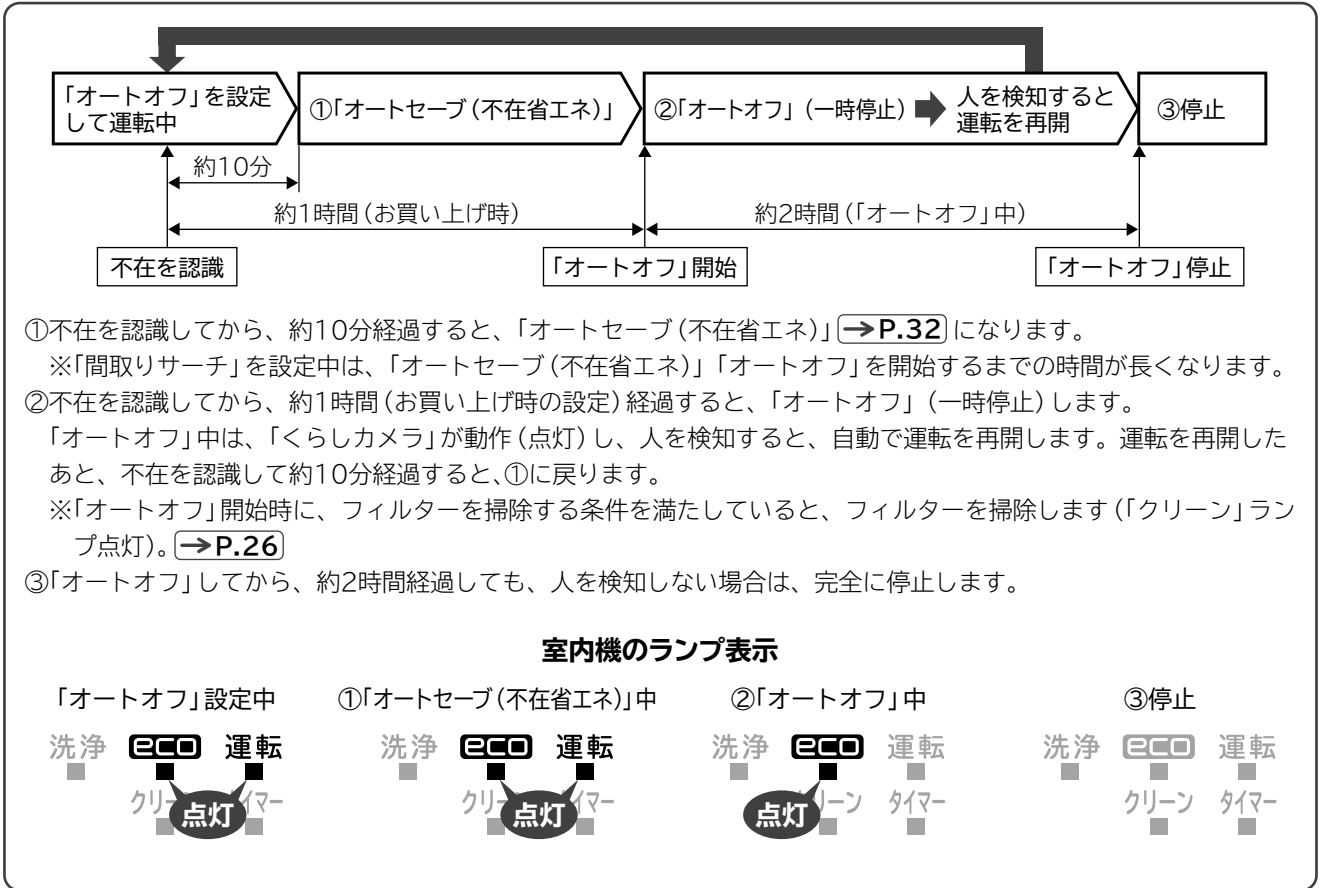 「オートオフ」を設定
して運転中
①「オートセーブ(不在省エネ)」
②「オートオフ」(一時停止)
人を検知すると
運転を再開
③停止
約10分
約1時間(お買い上げ時)
約2時間(「オートオフ」中)
不在を認識
「オートオフ」開始
「オートオフ」停止
①不在を認識してから、約10分経過すると、「オートセーブ(不在省エネ)」→P.32になります。
※「間取りサーチ」を設定中は、「オートセーブ(不在省エネ)」「オートオフ」を開始するまでの時間が長くなります。
②不在を認識してから、約1時間(お買い上げ時の設定)経過すると、「オートオフ」(一時停止)します。
「オートオフ」中は、「くらしカメラ」が動作(点灯)し、人を検知すると、自動で運転を再開します。運転を再開した
あと、不在を認識して約10分経過すると、①に戻ります。
※「オートオフ」開始時に、フィルターを掃除する条件を満たしていると、フィルターを掃除します(「クリーン」ラン
プ点灯)。→P.26
③「オートオフ」してから、約2時間経過しても、人を検知しない場合は、完全に停止します。
室内機のランプ表示
「オートオフ」設定中
洗浄 eco 運転
点灯
①「オートセーブ(不在省エネ)」中
洗浄 eco 運転
点灯
②「オートオフ」中
洗浄 eco 運転
点灯 タイマー
③停止
洗浄 eco 運転
クリーン タイマー